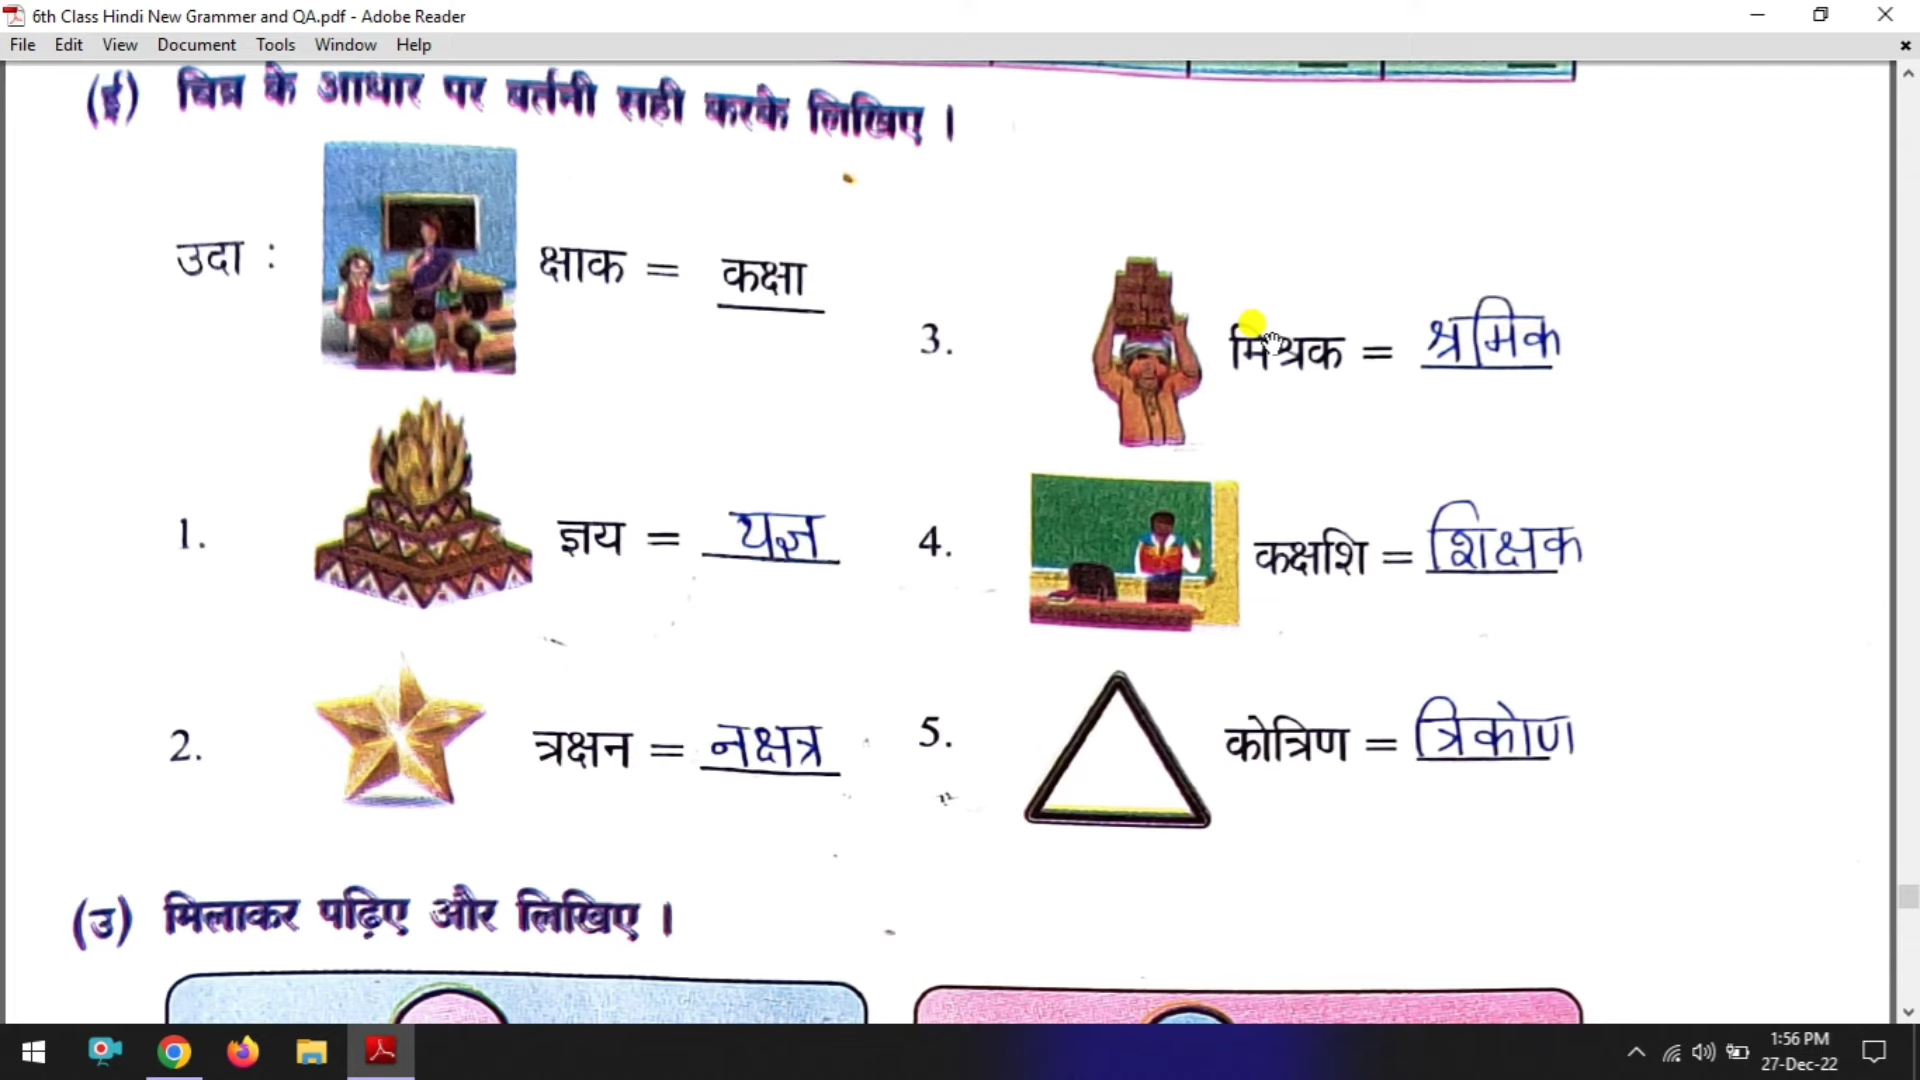 6th Class Hindi New Grammer and QA.pdf - Adobe Reader
File Edit View Document Tools Window Help
(ई) चित्र के आधार पर वर्तनी सही करके लिखिए ।
उदा : क्षाक = कक्षा
1. ज्ञय = यज्ञ
2. त्रक्षन = नक्षत्र
3. मिश्रक = श्रमिक
4. कक्षशि = शिक्षक
5. कोत्रिण = त्रिकोण
(उ) मिलाकर पढ़िए और लिखिए ।
1:56 PM
27-Dec-22